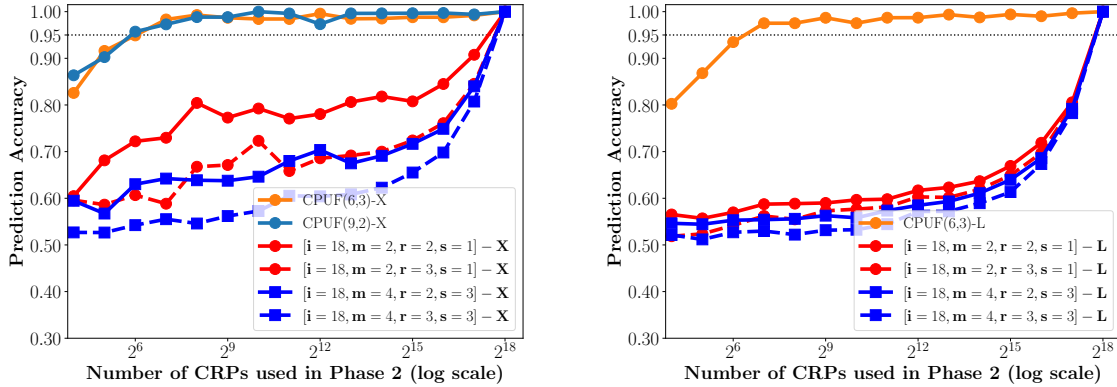 Prediction Accuracy
1.00
0.95
0.90
0.80
0.70
0.60
0.50
0.40
0.30
2^6
2^9
2^12
2^15
2^18
Number of CRPs used in Phase 2 (log scale)
CPUF(6,3)-X
CPUF(9,2)-X
[i = 18, m = 2, r = 2, s = 1] − X
[i = 18, m = 2, r = 3, s = 1] − X
[i = 18, m = 4, r = 2, s = 3] − X
[i = 18, m = 4, r = 3, s = 3] − X
Prediction Accuracy
1.00
0.95
0.90
0.80
0.70
0.60
0.50
0.40
0.30
2^6
2^9
2^12
2^15
2^18
Number of CRPs used in Phase 2 (log scale)
CPUF(6,3)-L
[i = 18, m = 2, r = 2, s = 1] − L
[i = 18, m = 2, r = 3, s = 1] − L
[i = 18, m = 4, r = 2, s = 3] − L
[i = 18, m = 4, r = 3, s = 3] − L